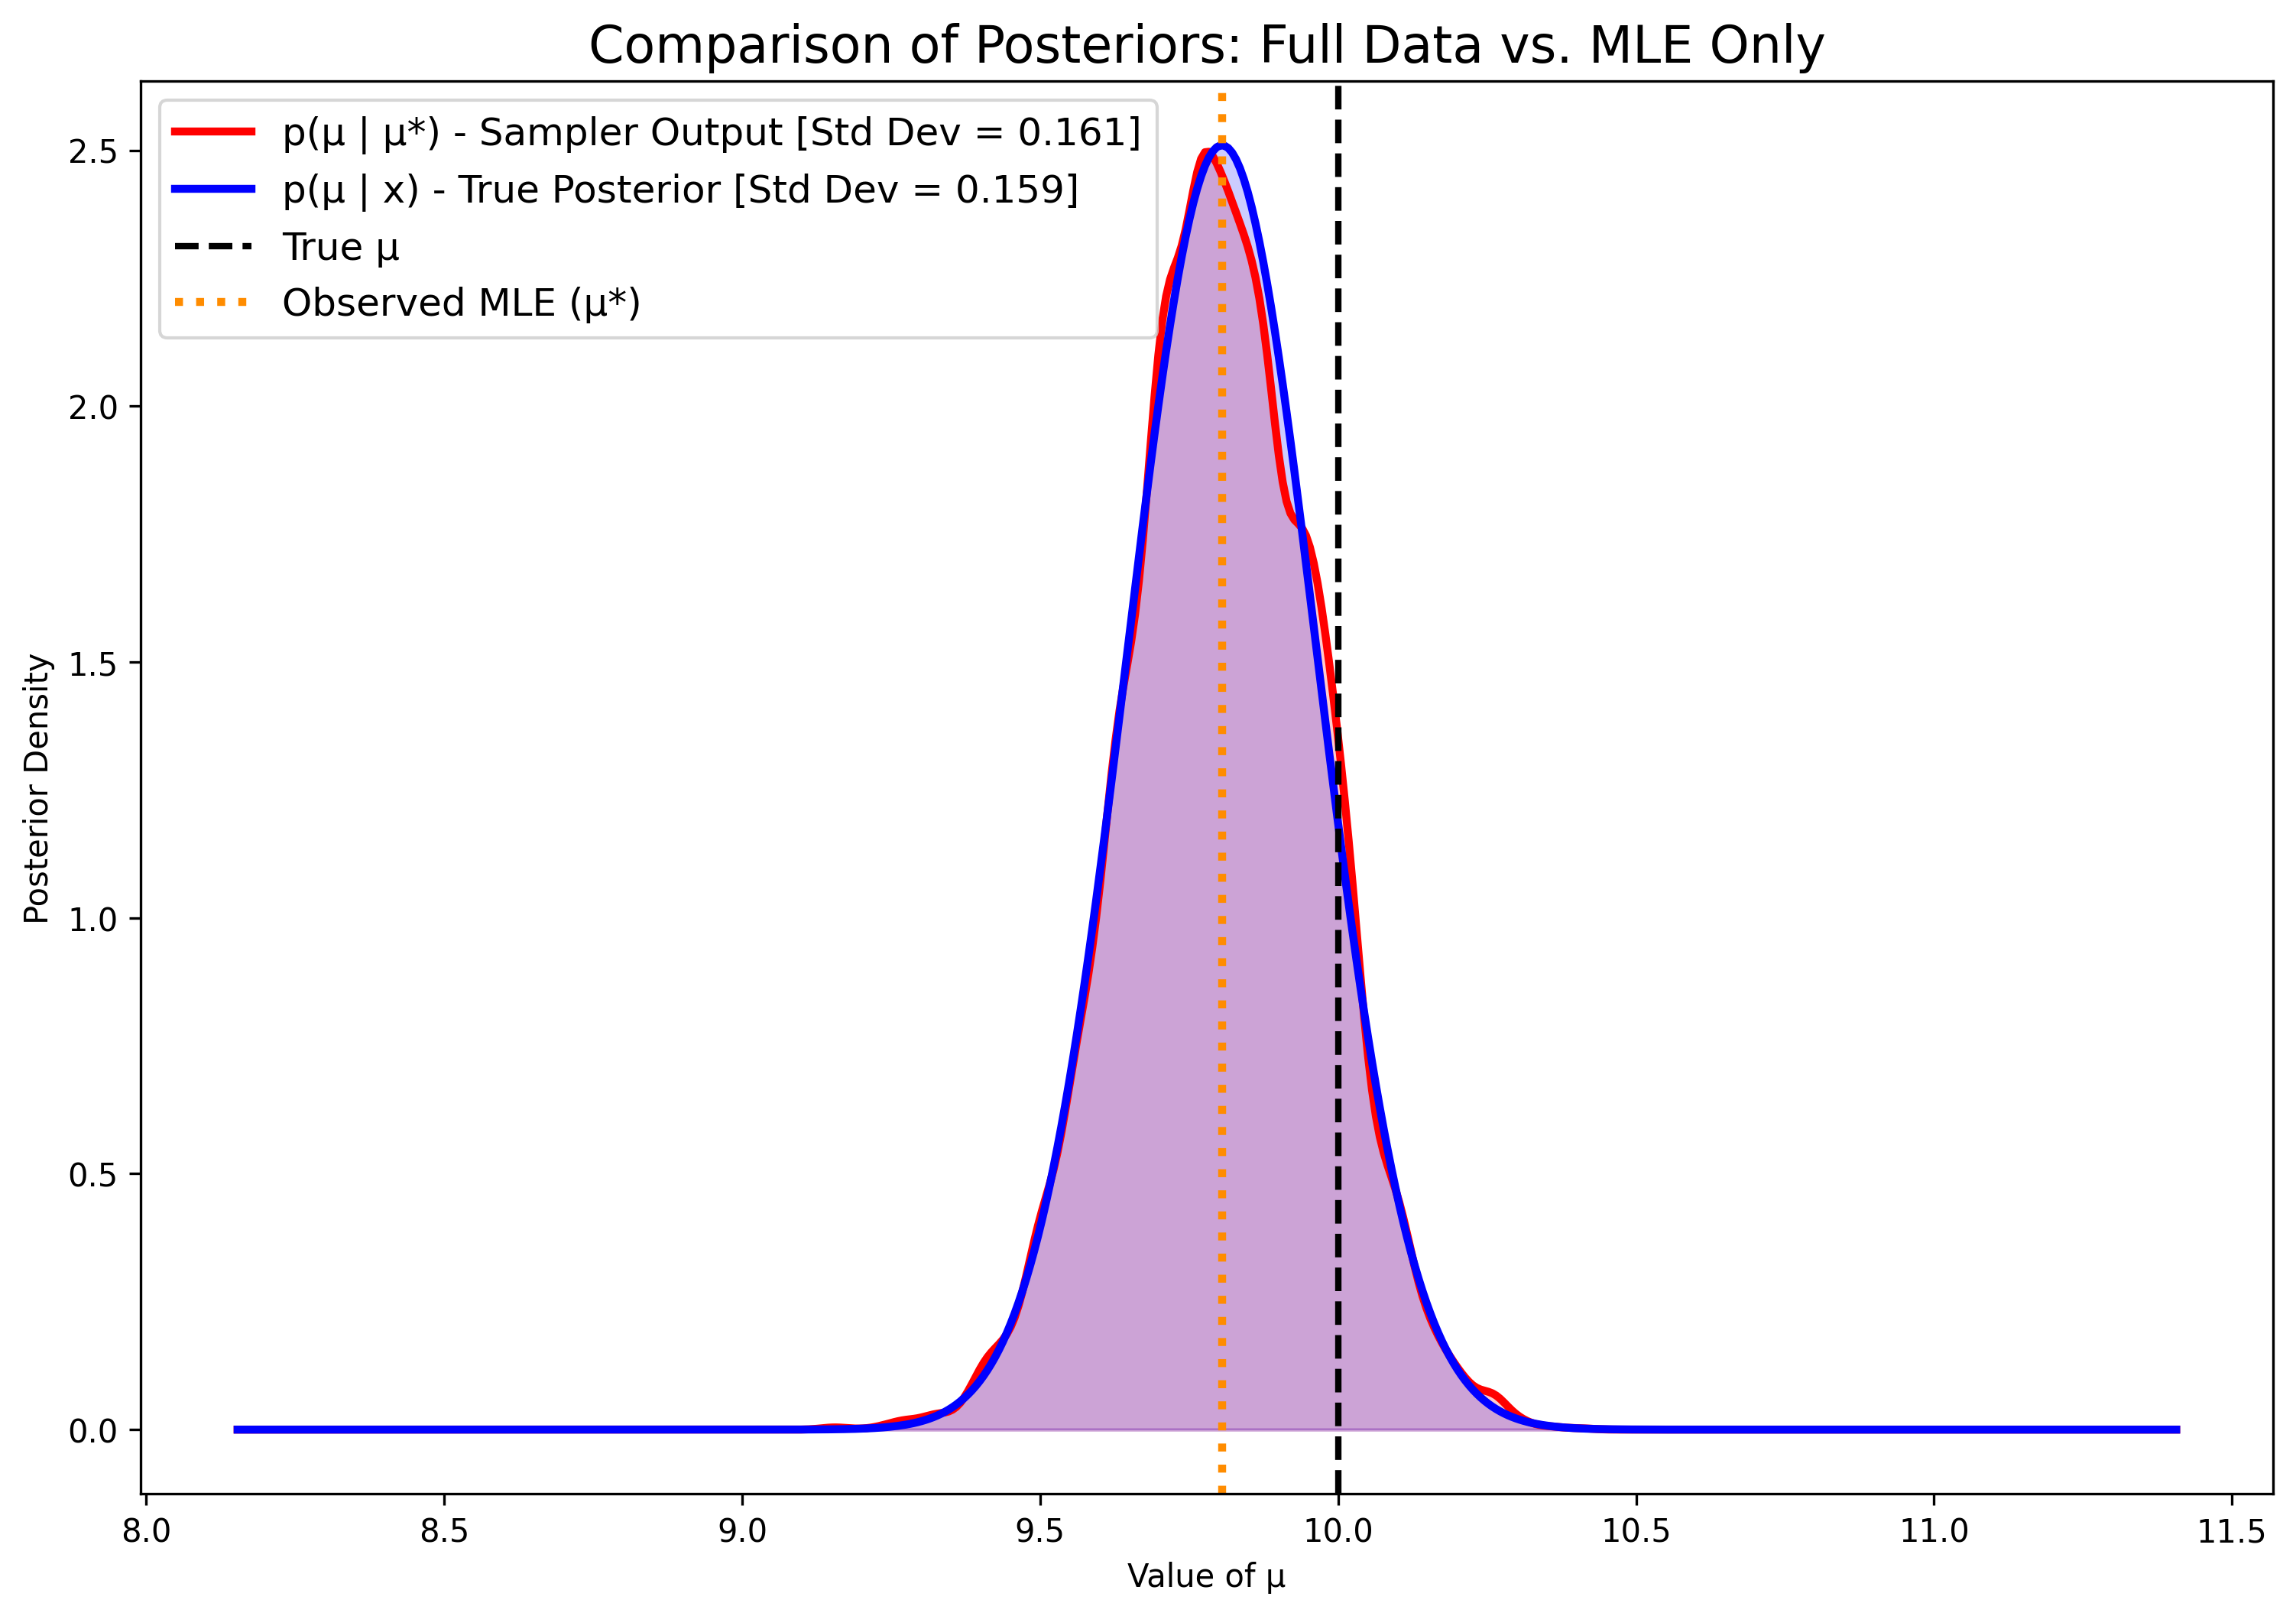 Comparison of Posteriors: Full Data vs. MLE Only
p(μ | μ*) - Sampler Output [Std Dev = 0.161]
p(μ | x) - True Posterior [Std Dev = 0.159]
True μ
Observed MLE (μ*)
Posterior Density
2.5
2.0
1.5
1.0
0.5
0.0
8.0 8.5 9.0 9.5 10.0 10.5 11.0 11.5
Value of μ